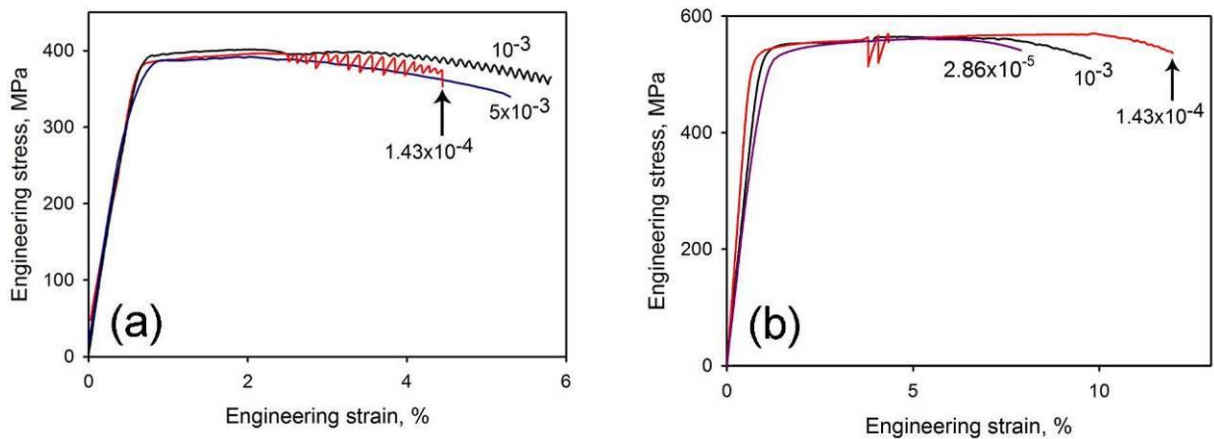 400
300
200
100
0
Engineering stress, MPa
10⁻³
5x10⁻³
1.43x10⁻⁴
(a)
0 2 4 6
Engineering strain, %
600
400
200
0
Engineering stress, MPa
2.86x10⁻⁵
10⁻³
1.43x10⁻⁴
(b)
0 5 10
Engineering strain, %